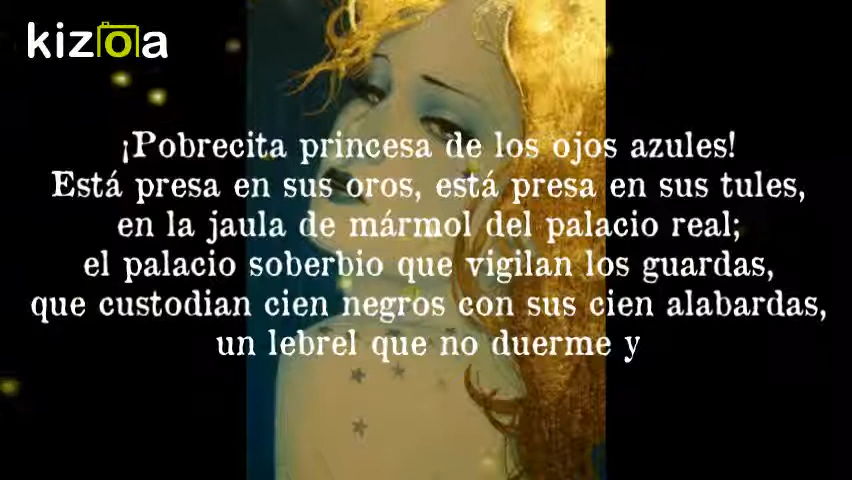 kizoa
¡Pobrecita princesa de los ojos azules!
Está presa en sus oros, está presa en sus tules,
en la jaula de mármol del palacio real;
el palacio soberbio que vigilan los guardas,
que custodian cien negros con sus cien alabardas,
un lebrel que no duerme y